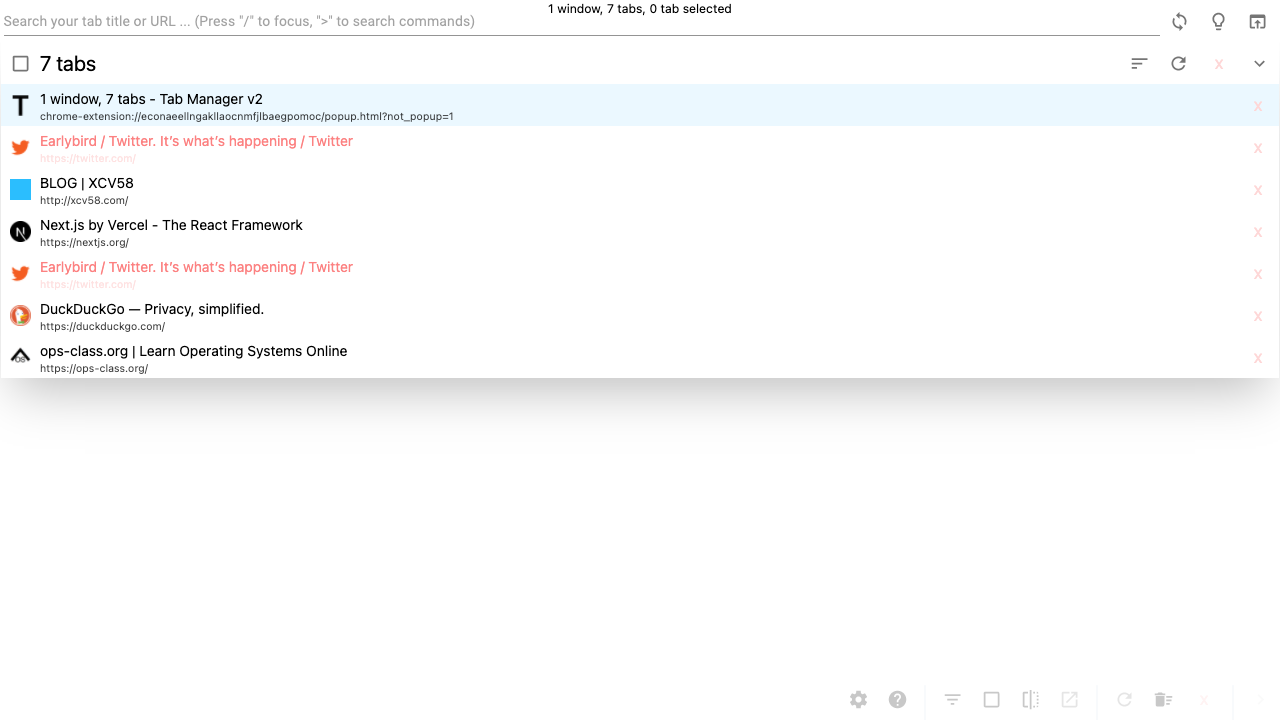 1 window, 7 tabs, 0 tab selected
Search your tab title or URL ... (Press "/" to focus, ">" to search commands)
7 tabs
x
1 window, 7 tabs - Tab Manager v2
chrome-extension://econaeellngakllaocnmfjlbaegpomoc/popup.html?not_popup=1
x
Earlybird / Twitter. It’s what’s happening / Twitter
https://twitter.com/
x
BLOG | XCV58
http://xcv58.com/
x
Next.js by Vercel - The React Framework
https://nextjs.org/
x
Earlybird / Twitter. It’s what’s happening / Twitter
https://twitter.com/
x
DuckDuckGo — Privacy, simplified.
https://duckduckgo.com/
x
ops-class.org | Learn Operating Systems Online
https://ops-class.org/
x
x